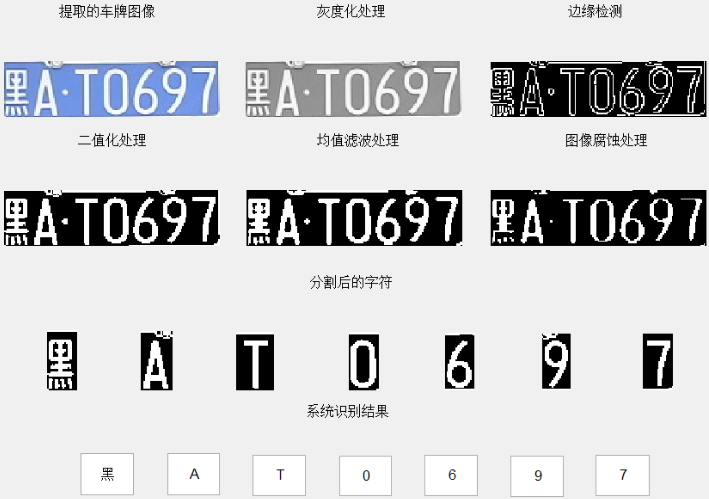 提取的车牌图像 灰度化处理 边缘检测
黑A·T0697 黑A·T0697 黑A·T0697
二值化处理 均值滤波处理 图像腐蚀处理
黑A·T0697 黑A·T0697 黑A·T0697
分割后的字符
黑 A T 0 6 9 7
系统识别结果
黑 A T 0 6 9 7